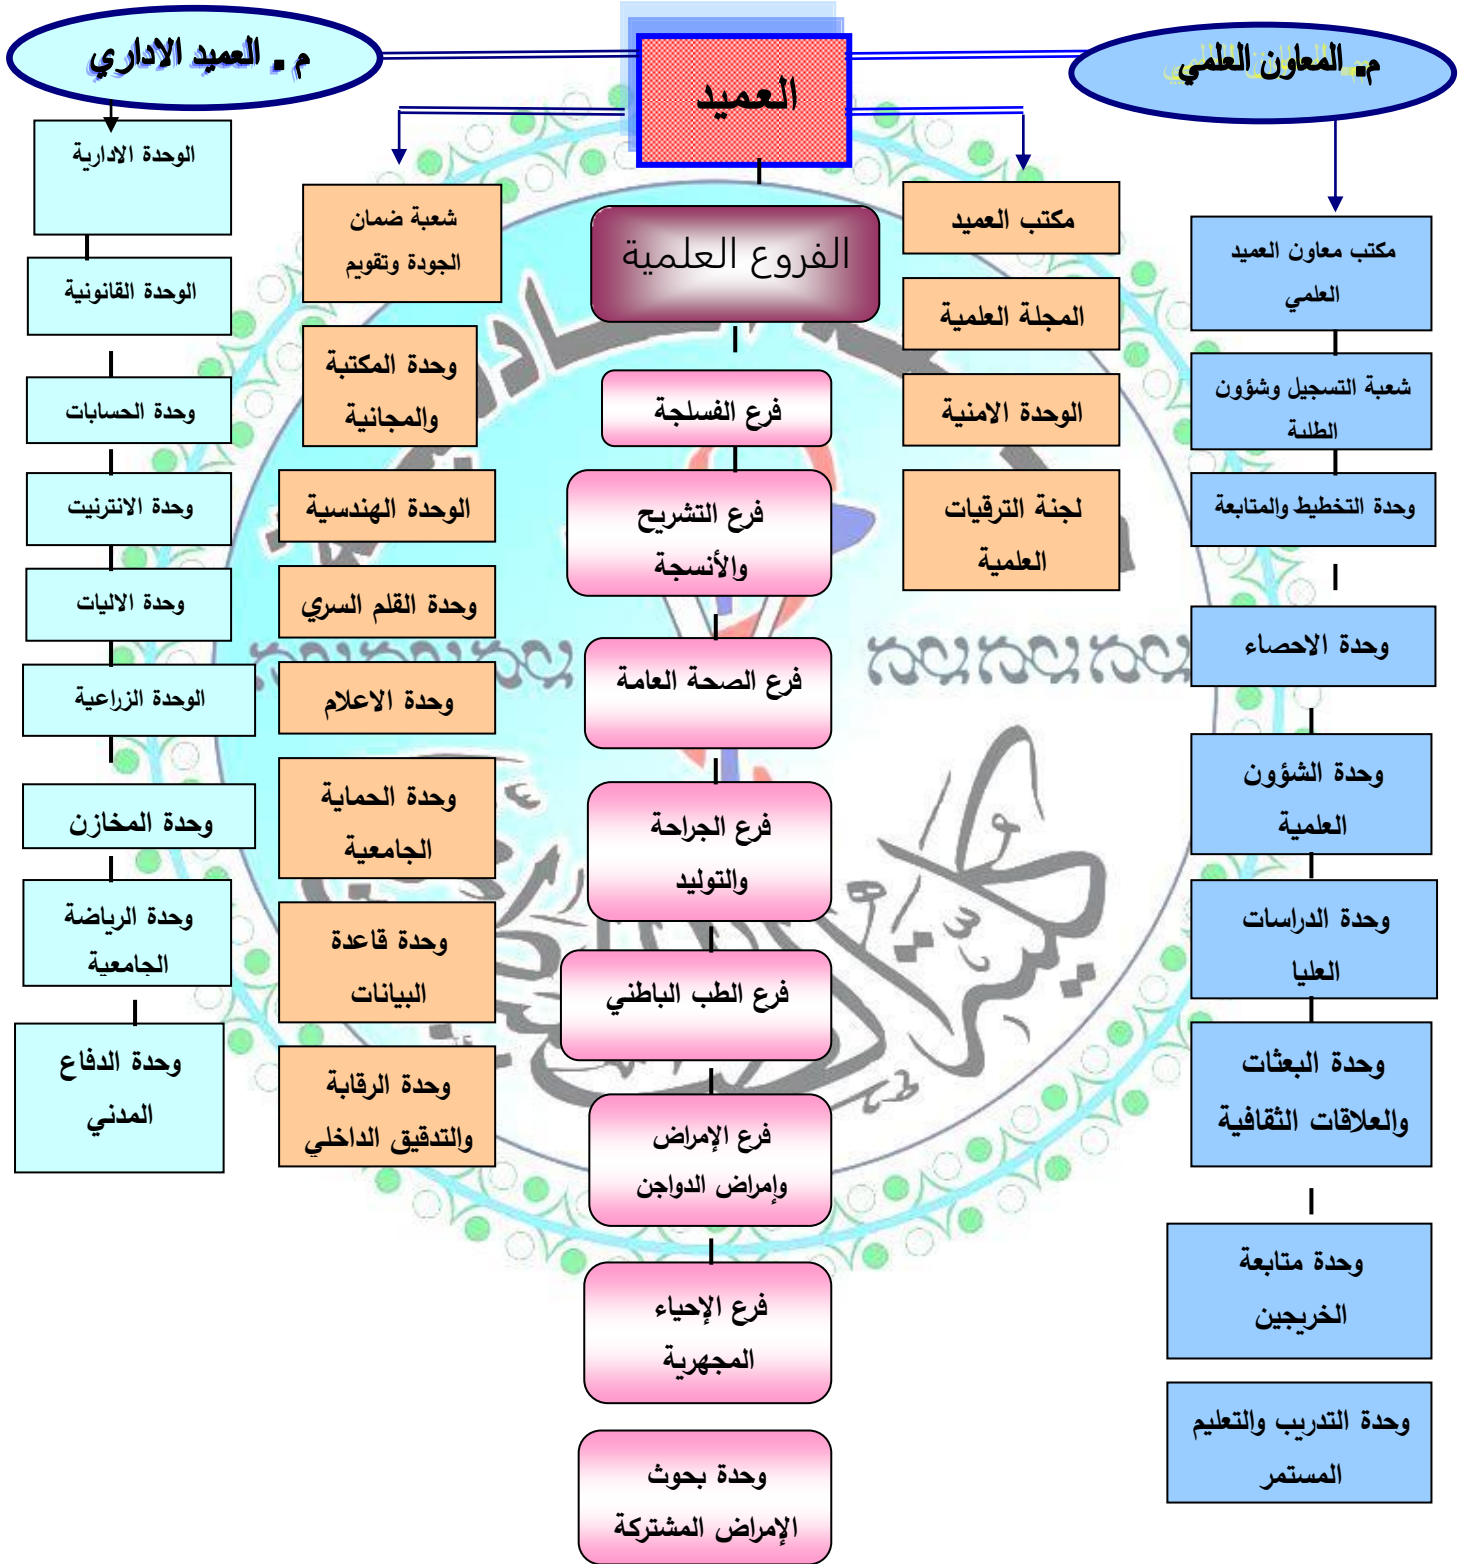 م. المعاون العلمي
العميد
م . العميد الاداري
مكتب معاون العميد
العلمي
شعبة التسجيل وشؤون
الطلبة
وحدة التخطيط والمتابعة
وحدة الاحصاء
وحدة الشؤون
العلمية
وحدة الدراسات
العليا
وحدة البعثات
والعلاقات الثقافية
وحدة متابعة
الخريجين
وحدة التدريب والتعليم
المستمر
مكتب العميد
المجلة العلمية
الوحدة الامنية
لجنة الترقيات
العلمية
الفروع العلمية
فرع الفسلجة
فرع التشريح
والأنسجة
فرع الصحة العامة
فرع الجراحة
والتوليد
فرع الطب الباطني
فرع الإمراض
وإمراض الدواجن
فرع الإحياء
المجهرية
وحدة بحوث
الإمراض المشتركة
شعبة ضمان
الجودة وتقويم
وحدة المكتبة
والمجانية
الوحدة الهندسية
وحدة القلم السري
وحدة الاعلام
وحدة الحماية
الجامعية
وحدة قاعدة
البيانات
وحدة الرقابة
والتدقيق الداخلي
الوحدة الادارية
الوحدة القانونية
وحدة الحسابات
وحدة الانترنيت
وحدة الاليات
الوحدة الزراعية
وحدة المخازن
وحدة الرياضة
الجامعية
وحدة الدفاع
المدني